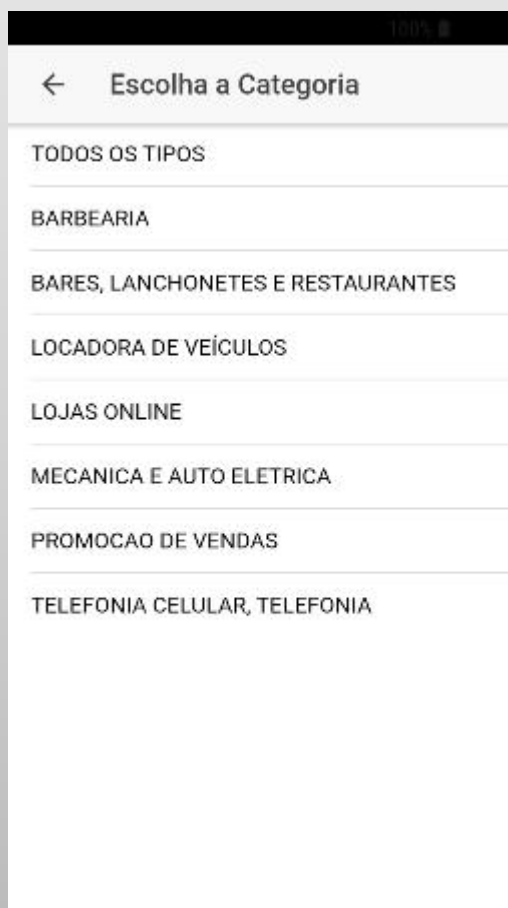 100%
Escolha a Categoria
TODOS OS TIPOS
BARBEARIA
BARES, LANCHONETES E RESTAURANTES
LOCADORA DE VEÍCULOS
LOJAS ONLINE
MECANICA E AUTO ELETRICA
PROMOCAO DE VENDAS
TELEFONIA CELULAR, TELEFONIA